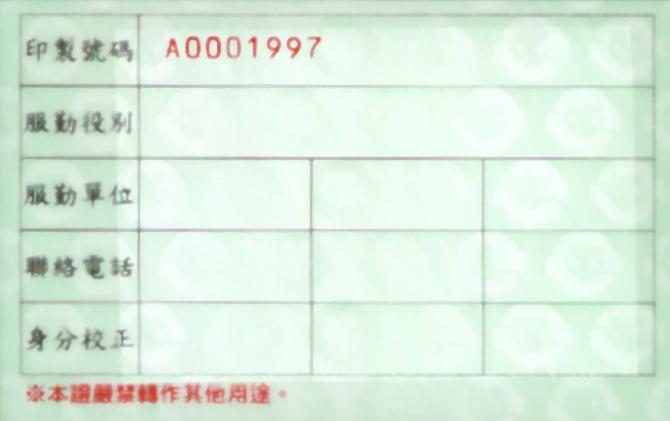 印製號碼 A0001997
服勤役別
服勤單位
聯絡電話
身分校正
※本證嚴禁轉作其他用途。